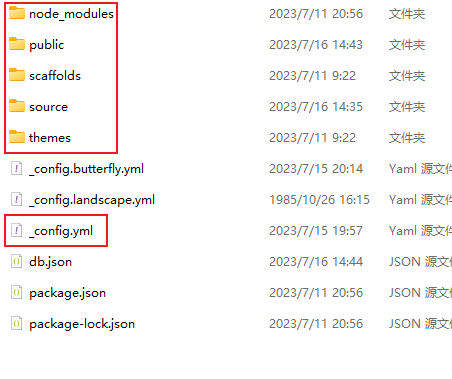 node_modules 2023/7/11 20:56 文件夹
public 2023/7/16 14:43 文件夹
scaffolds 2023/7/11 9:22 文件夹
source 2023/7/16 14:35 文件夹
themes 2023/7/11 9:22 文件夹
_config.butterfly.yml 2023/7/15 20:14 Yaml 源文件
_config.landscape.yml 1985/10/26 16:15 Yaml 源文件
_config.yml 2023/7/15 19:57 Yaml 源文件
db.json 2023/7/16 14:44 JSON 源文件
package.json 2023/7/11 20:56 JSON 源文件
package-lock.json 2023/7/11 20:56 JSON 源文件